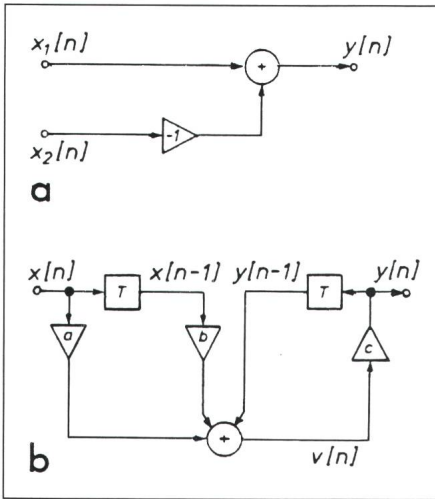 x₁[n] y[n]
+
-1
x₂[n]
a
x[n] x[n-1] y[n-1] y[n]
T T
a b c
+
v[n]
b